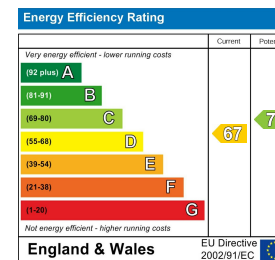 Energy Efficiency Rating
Current
Very energy efficient - lower running costs
(92 plus) A
(81-91) B
(69-80) C
(55-68) D
67
(39-54) E
(21-38) F
(1-20) G
Not energy efficient - higher running costs
England & Wales
EU Directive
2002/91/EC